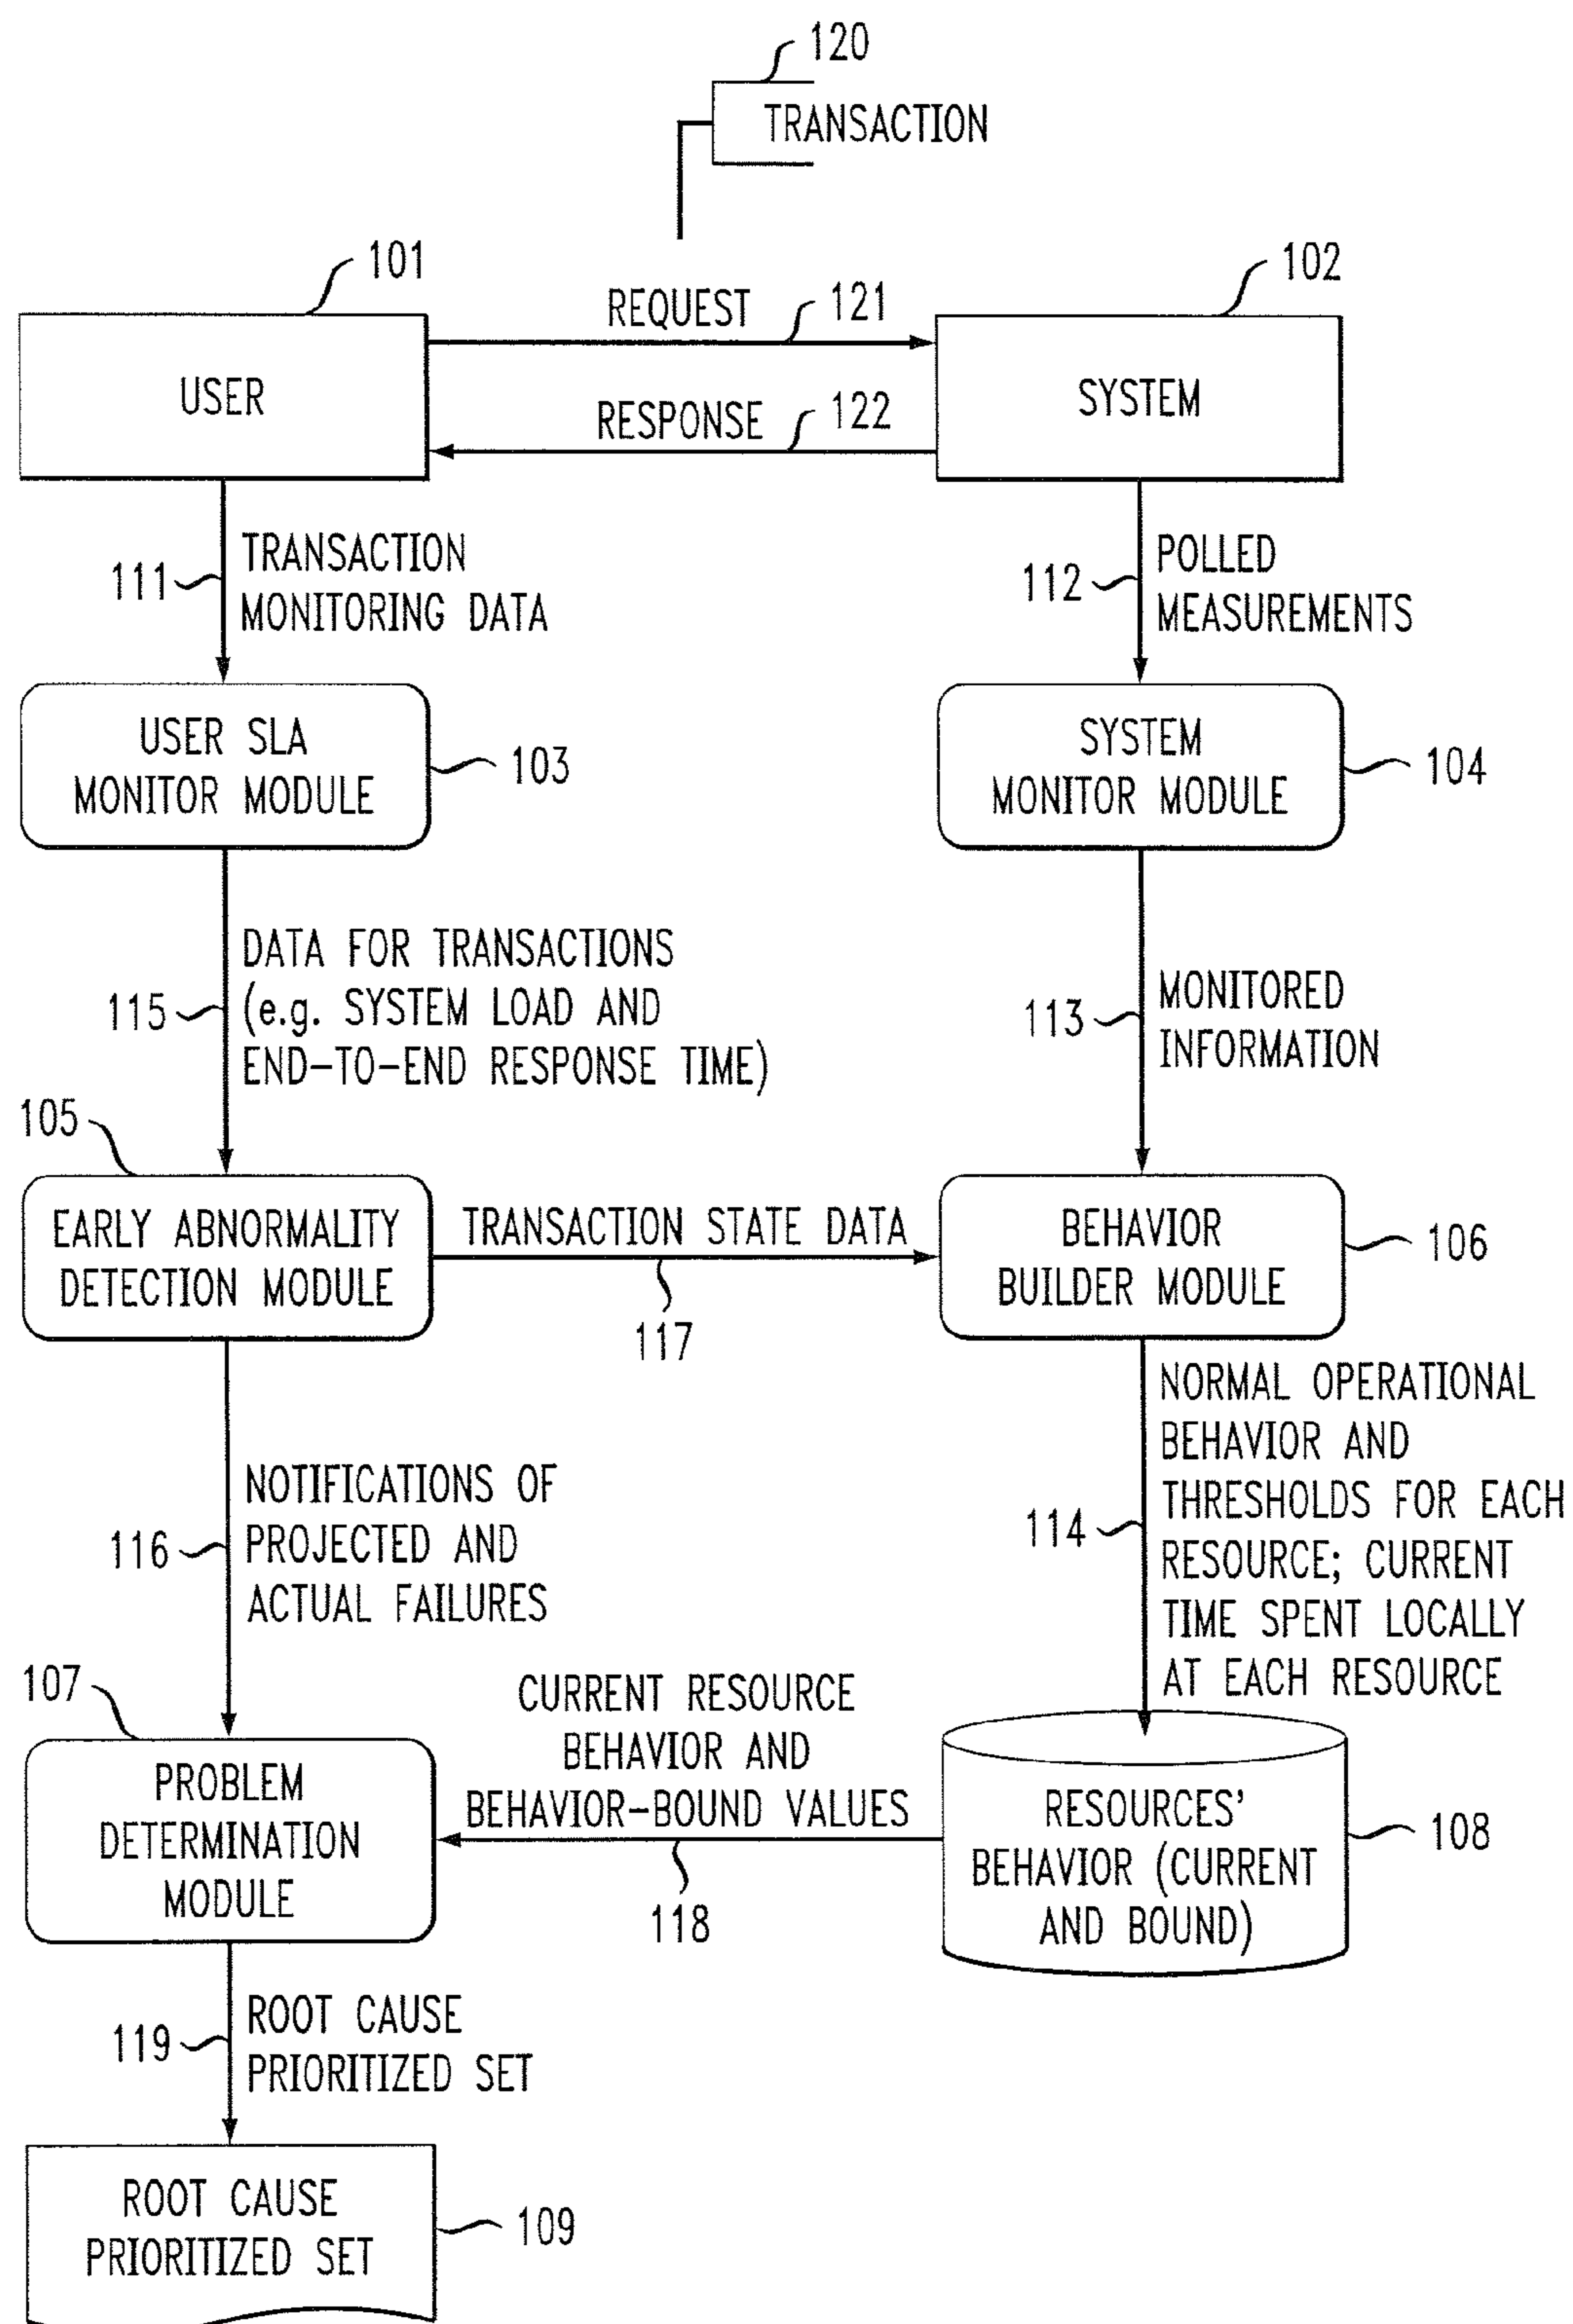 120
TRANSACTION
101
102
REQUEST
121
USER
SYSTEM
RESPONSE
122
111
TRANSACTION
MONITORING DATA
112
POLLED
MEASUREMENTS
USER SLA
MONITOR MODULE
103
SYSTEM
MONITOR MODULE
104
115
DATA FOR TRANSACTIONS
(e.g. SYSTEM LOAD AND
END-TO-END RESPONSE TIME)
113
MONITORED
INFORMATION
105
EARLY ABNORMALITY
DETECTION MODULE
TRANSACTION STATE DATA
117
BEHAVIOR
BUILDER MODULE
106
116
NOTIFICATIONS OF
PROJECTED AND
ACTUAL FAILURES
114
NORMAL OPERATIONAL
BEHAVIOR AND
THRESHOLDS FOR EACH
RESOURCE; CURRENT
TIME SPENT LOCALLY
AT EACH RESOURCE
107
PROBLEM
DETERMINATION
MODULE
CURRENT RESOURCE
BEHAVIOR AND
BEHAVIOR-BOUND VALUES
118
RESOURCES'
BEHAVIOR (CURRENT
AND BOUND)
108
119
ROOT CAUSE
PRIORITIZED SET
ROOT CAUSE
PRIORITIZED SET
109